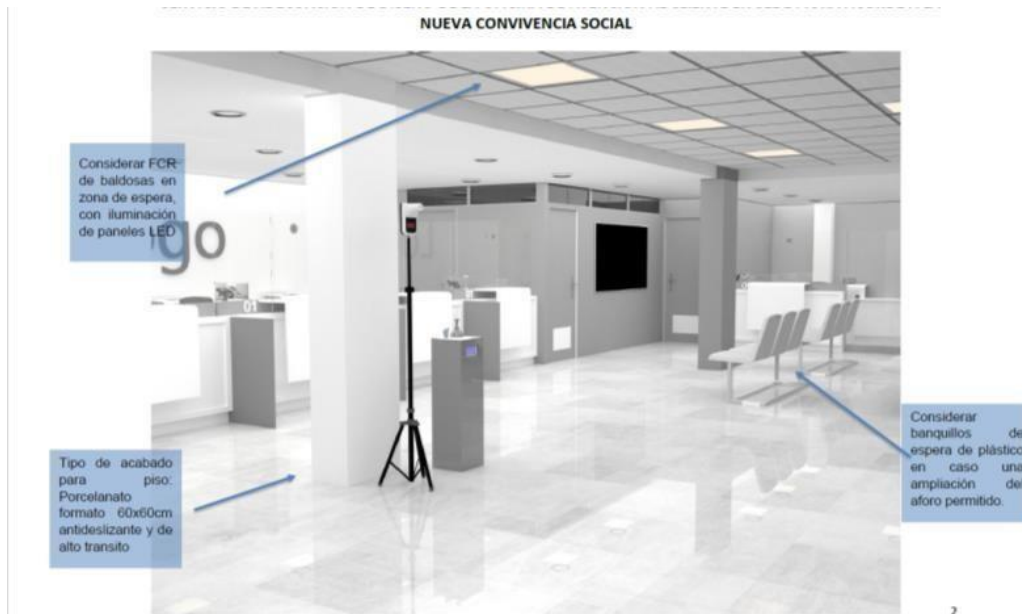 NUEVA CONVIVENCIA SOCIAL
Considerar FCR
de baldosas en
zona de espera,
con iluminación
de paneles LED
go
01
Tipo de acabado
para piso:
Porcelanato
formato 60x60cm
antideslizante y de
alto transito
Considerar
banquillos de
espera de plástico
en caso una
ampliación del
aforo permitido.
2